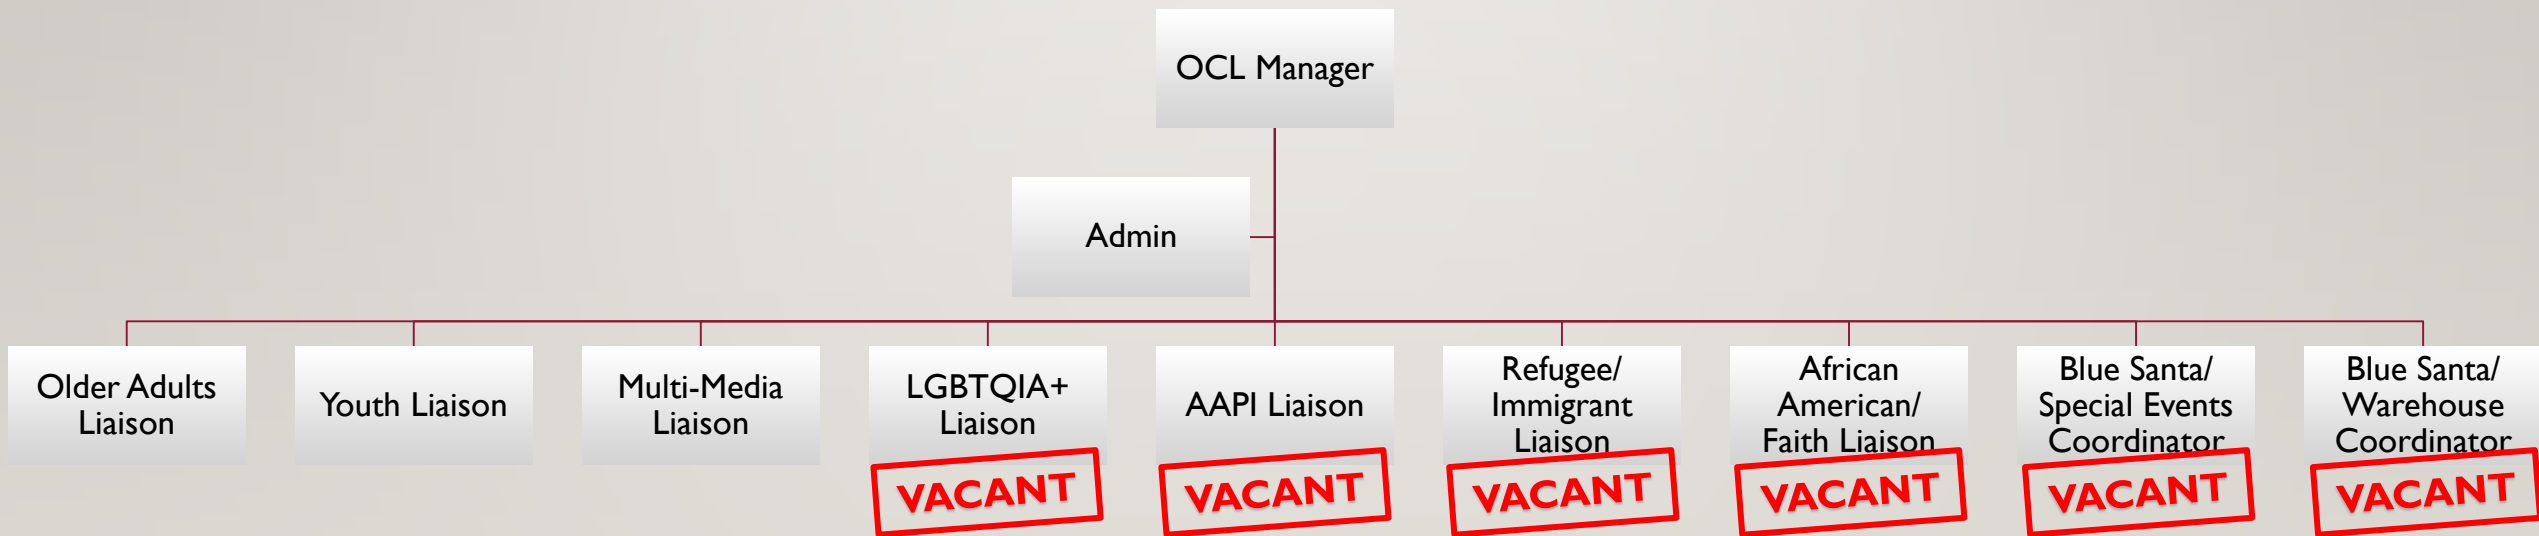 OCL Manager
Admin
Older Adults
Liaison
Youth Liaison
Multi-Media
Liaison
LGBTQIA+
Liaison
VACANT
AAPI Liaison
VACANT
Refugee/
Immigrant
Liaison
VACANT
African
American/
Faith Liaison
VACANT
Blue Santa/
Special Events
Coordinator
VACANT
Blue Santa/
Warehouse
Coordinator
VACANT